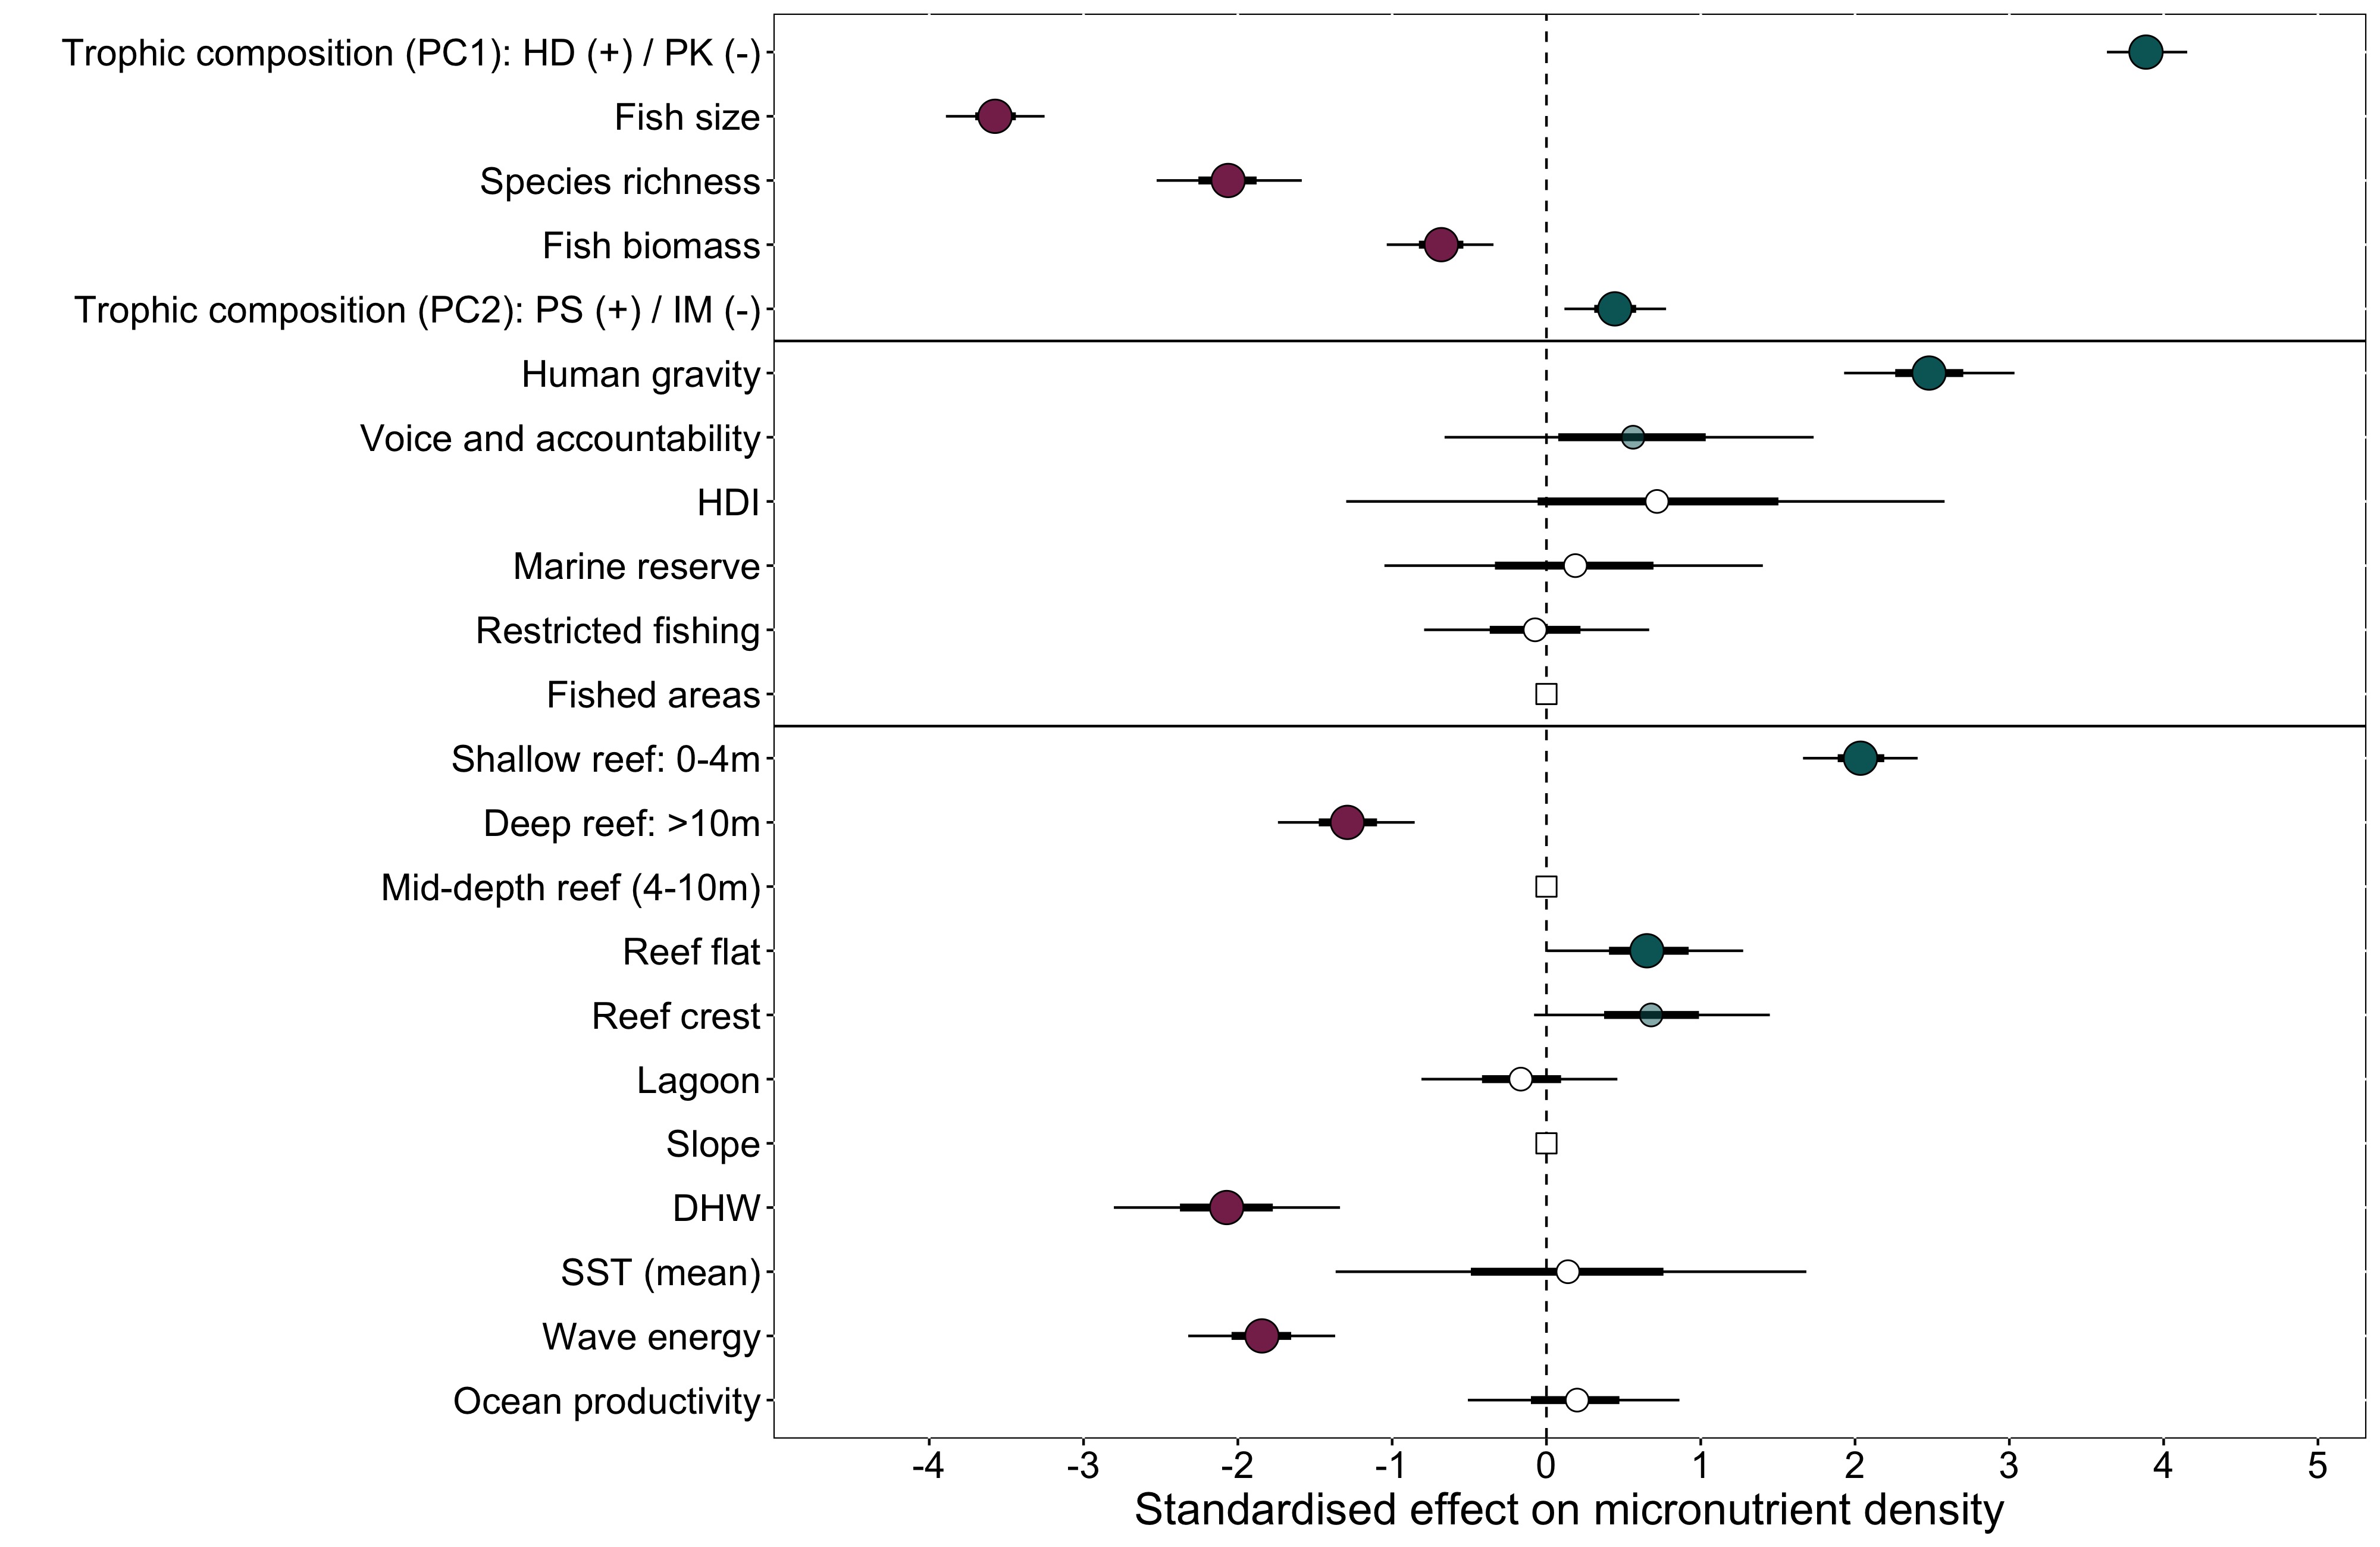 Trophic composition (PC1): HD (+) / PK (-)
Fish size
Species richness
Fish biomass
Trophic composition (PC2): PS (+) / IM (-)
Human gravity
Voice and accountability
HDI
Marine reserve
Restricted fishing
Fished areas
Shallow reef: 0-4m
Deep reef: >10m
Mid-depth reef (4-10m)
Reef flat
Reef crest
Lagoon
Slope
DHW
SST (mean)
Wave energy
Ocean productivity
-4 -3 -2 -1 0 1 2 3 4 5
Standardised effect on micronutrient density